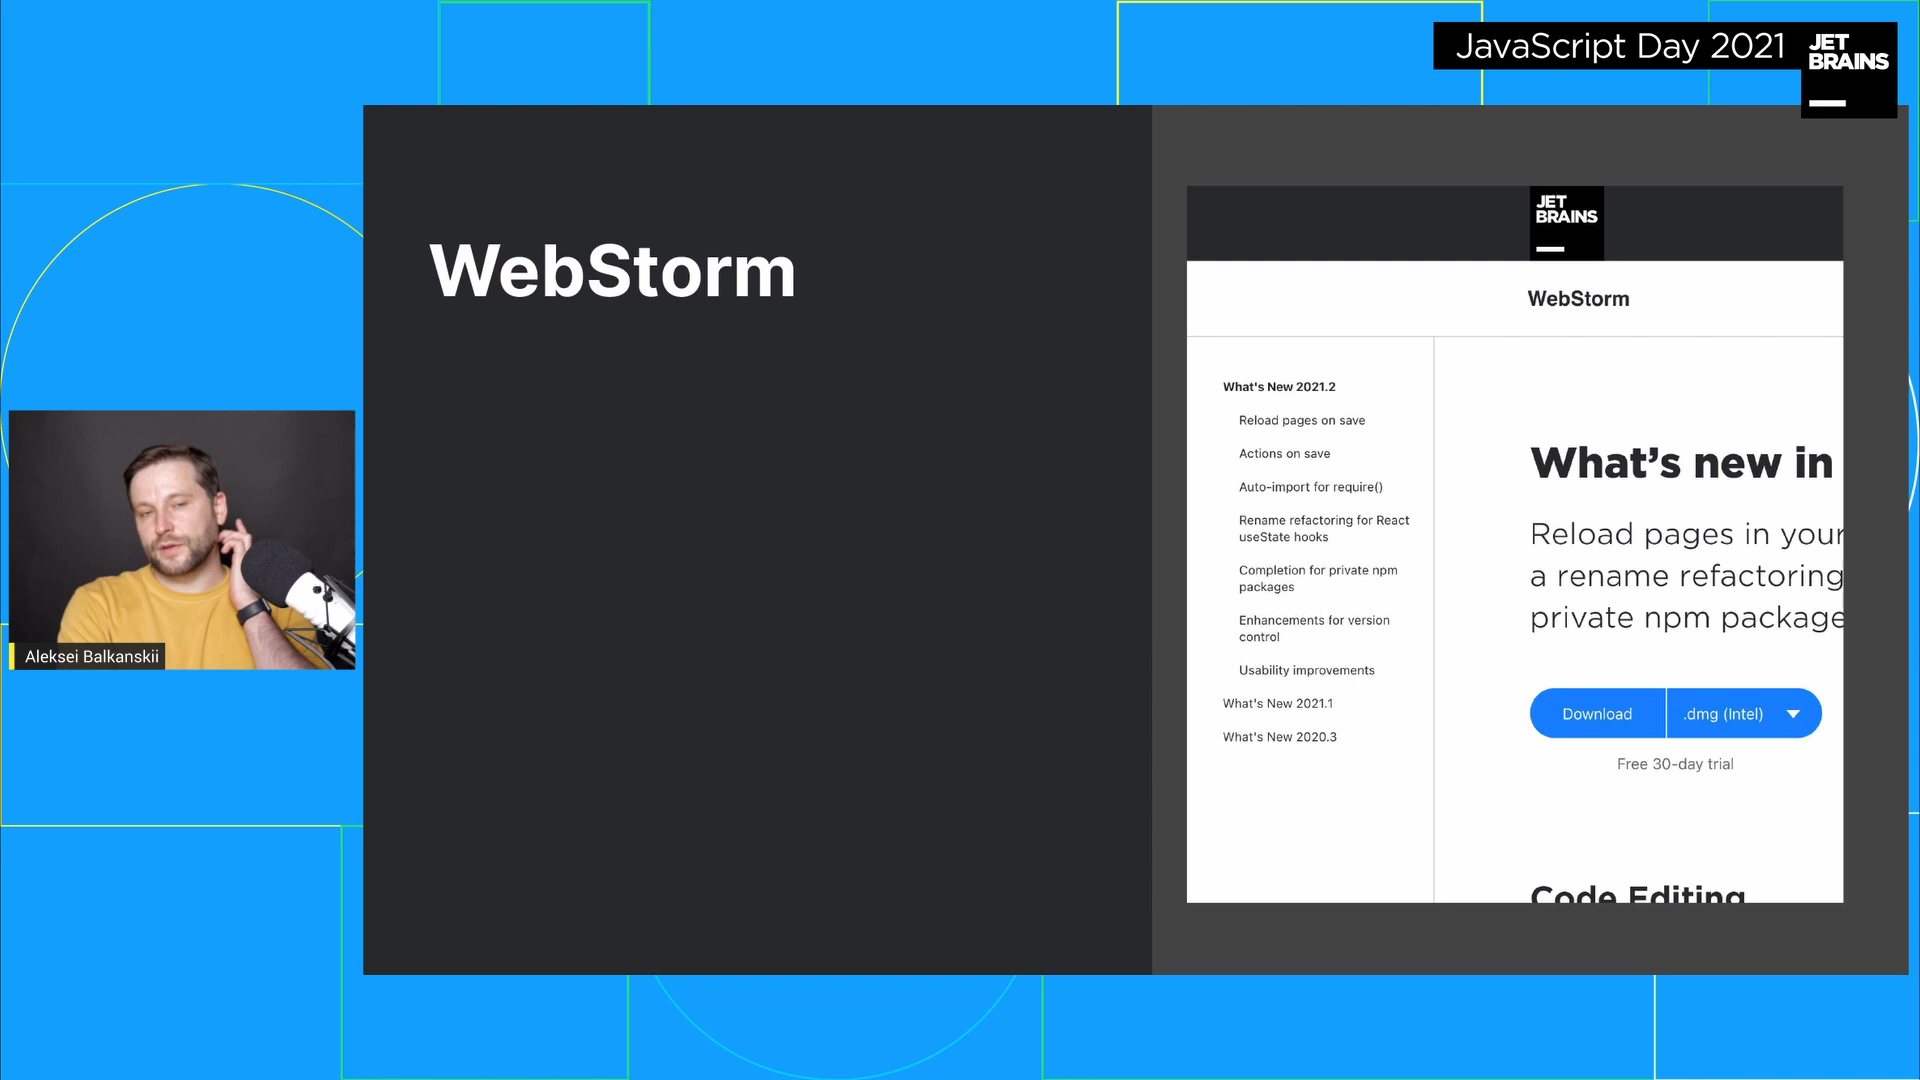 JavaScript Day 2021
JET
BRAINS
WebStorm
JET
BRAINS
WebStorm
What's New 2021.2
Reload pages on save
Actions on save
Auto-import for require()
Rename refactoring for React
useState hooks
Completion for private npm
packages
Enhancements for version
control
Usability improvements
What's New 2021.1
What's New 2020.3
What's new in
Reload pages in your
a rename refactoring
private npm package
Download
.dmg (Intel)
Free 30-day trial
Code Editing
Aleksei Balkanskii